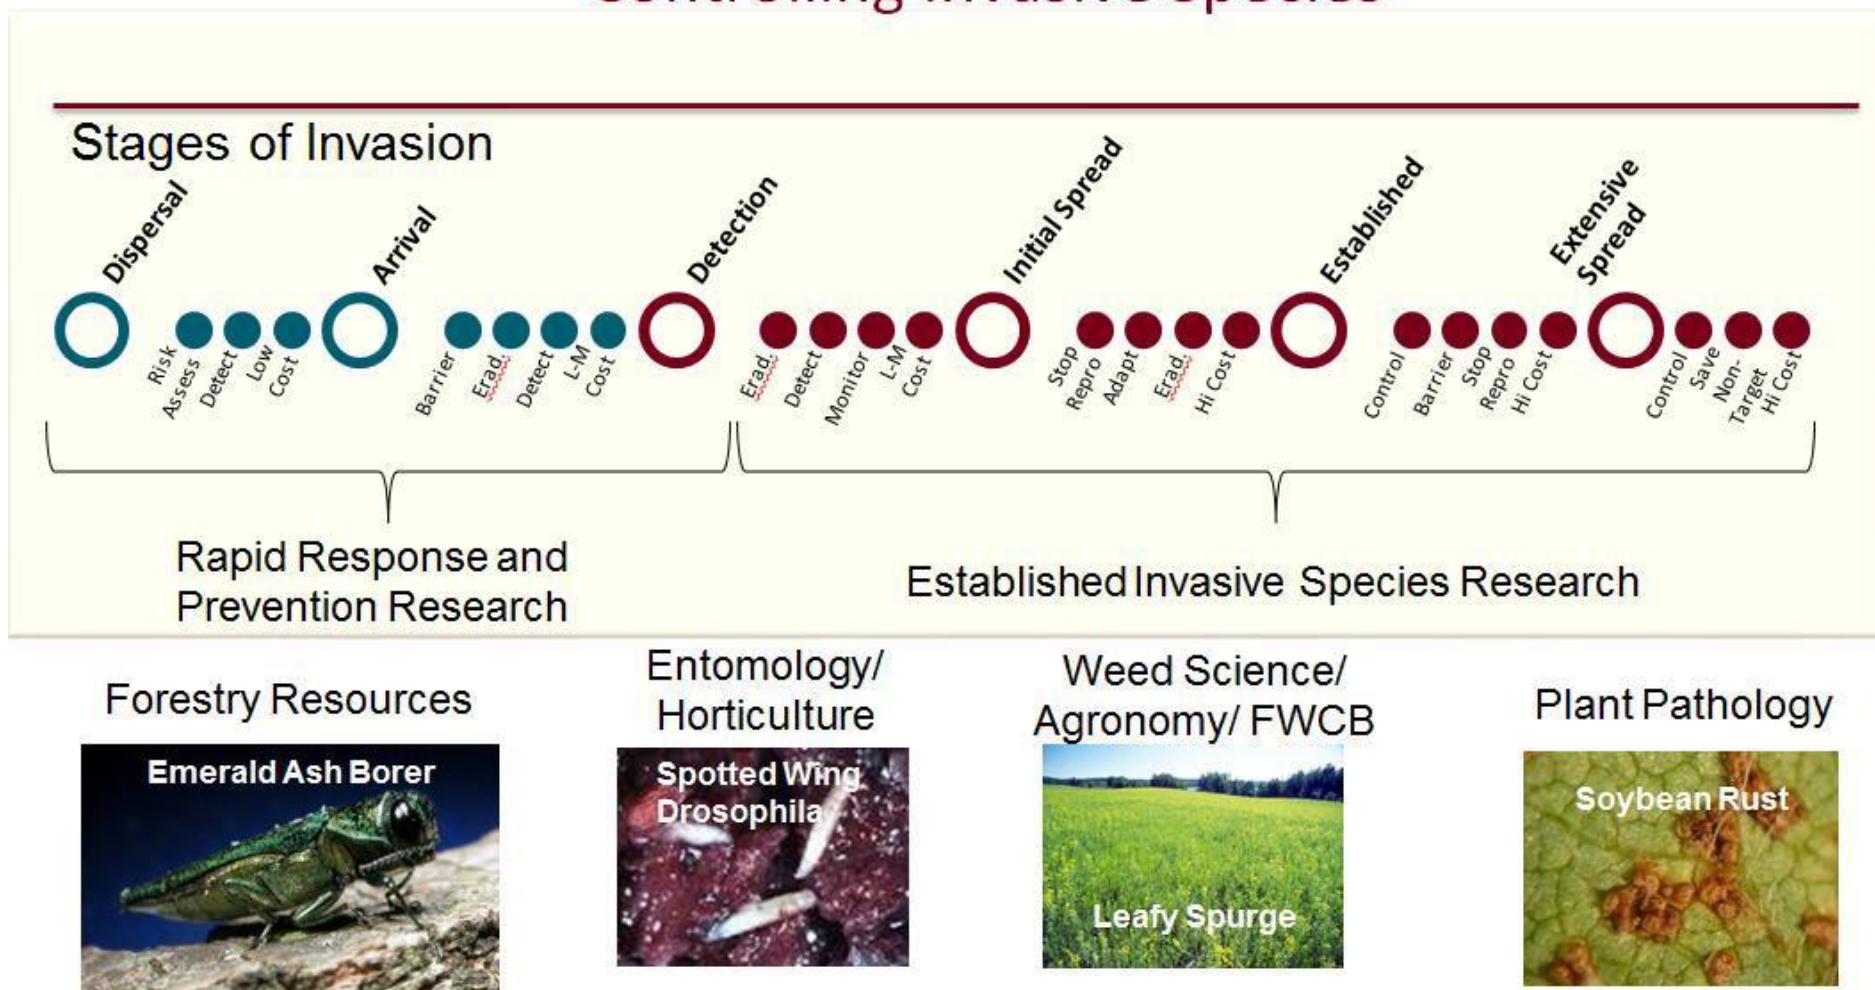 Controlling Invasive Species
Stages of Invasion
Dispersal
Risk
Assess
Detect
Low
Cost
Arrival
Barrier
Erad.
Detect
L-M
Cost
Detection
Erad.
Detect
Monitor
L-M
Cost
Initial Spread
Stop
Repro
Adapt
Erad.
Hi Cost
Established
Control
Barrier
Stop
Repro
Hi Cost
Extensive
Spread
Control
Save
Non-
Target
Hi Cost
Rapid Response and
Prevention Research
Established Invasive Species Research
Forestry Resources
Emerald Ash Borer
Entomology/
Horticulture
Spotted Wing
Drosophila
Weed Science/
Agronomy/ FWCB
Leafy Spurge
Plant Pathology
Soybean Rust